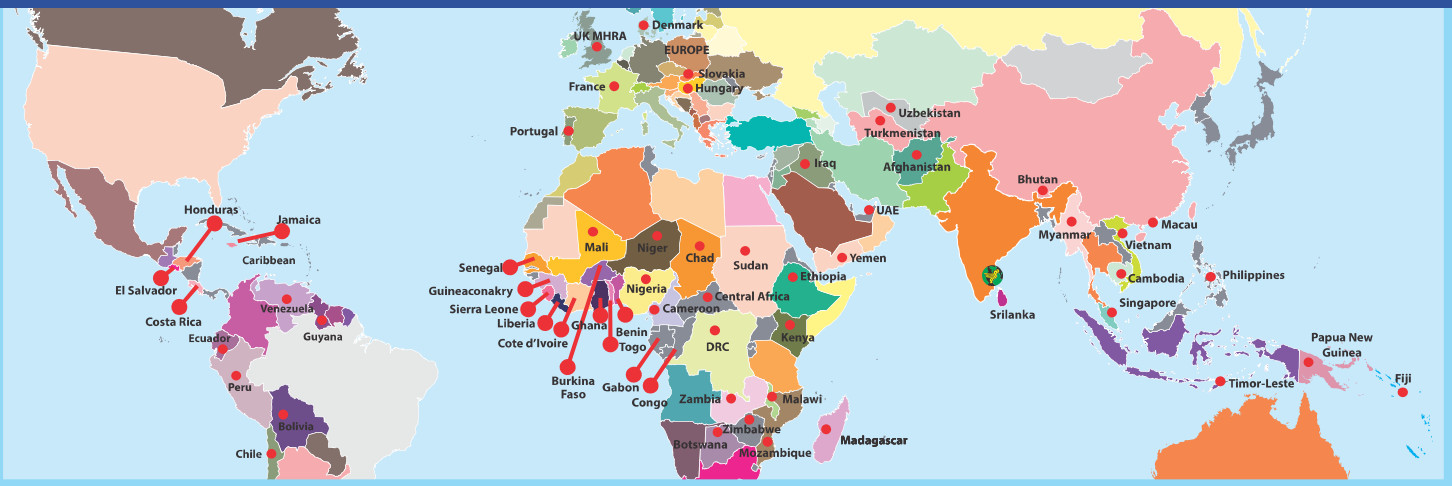 Denmark
UK MHRA
EUROPE
Slovakia
France
Hungary
Uzbekistan
Portugal
Turkmenistan
Iraq
Afghanistan
Bhutan
Honduras
Jamaica
UAE
Macau
Myanmar
Vietnam
Mali
Niger
Chad
Sudan
Yemen
Caribbean
Senegal
Ethiopia
Philippines
Cambodia
El Salvador
Guineaconakry
Nigeria
Central Africa
Singapore
Venezuela
Sierra Leone
Cameroon
Srilanka
Costa Rica
Liberia
Ghana
Benin
Guyana
Ecuador
Cote d'Ivoire
Togo
DRC
Kenya
Papua New
Guinea
Burkina
Faso
Gabon
Congo
Peru
Timor-Leste
Fiji
Zambia
Malawi
Bolivia
Zimbabwe
Botswana
Madagascar
Mozambique
Chile